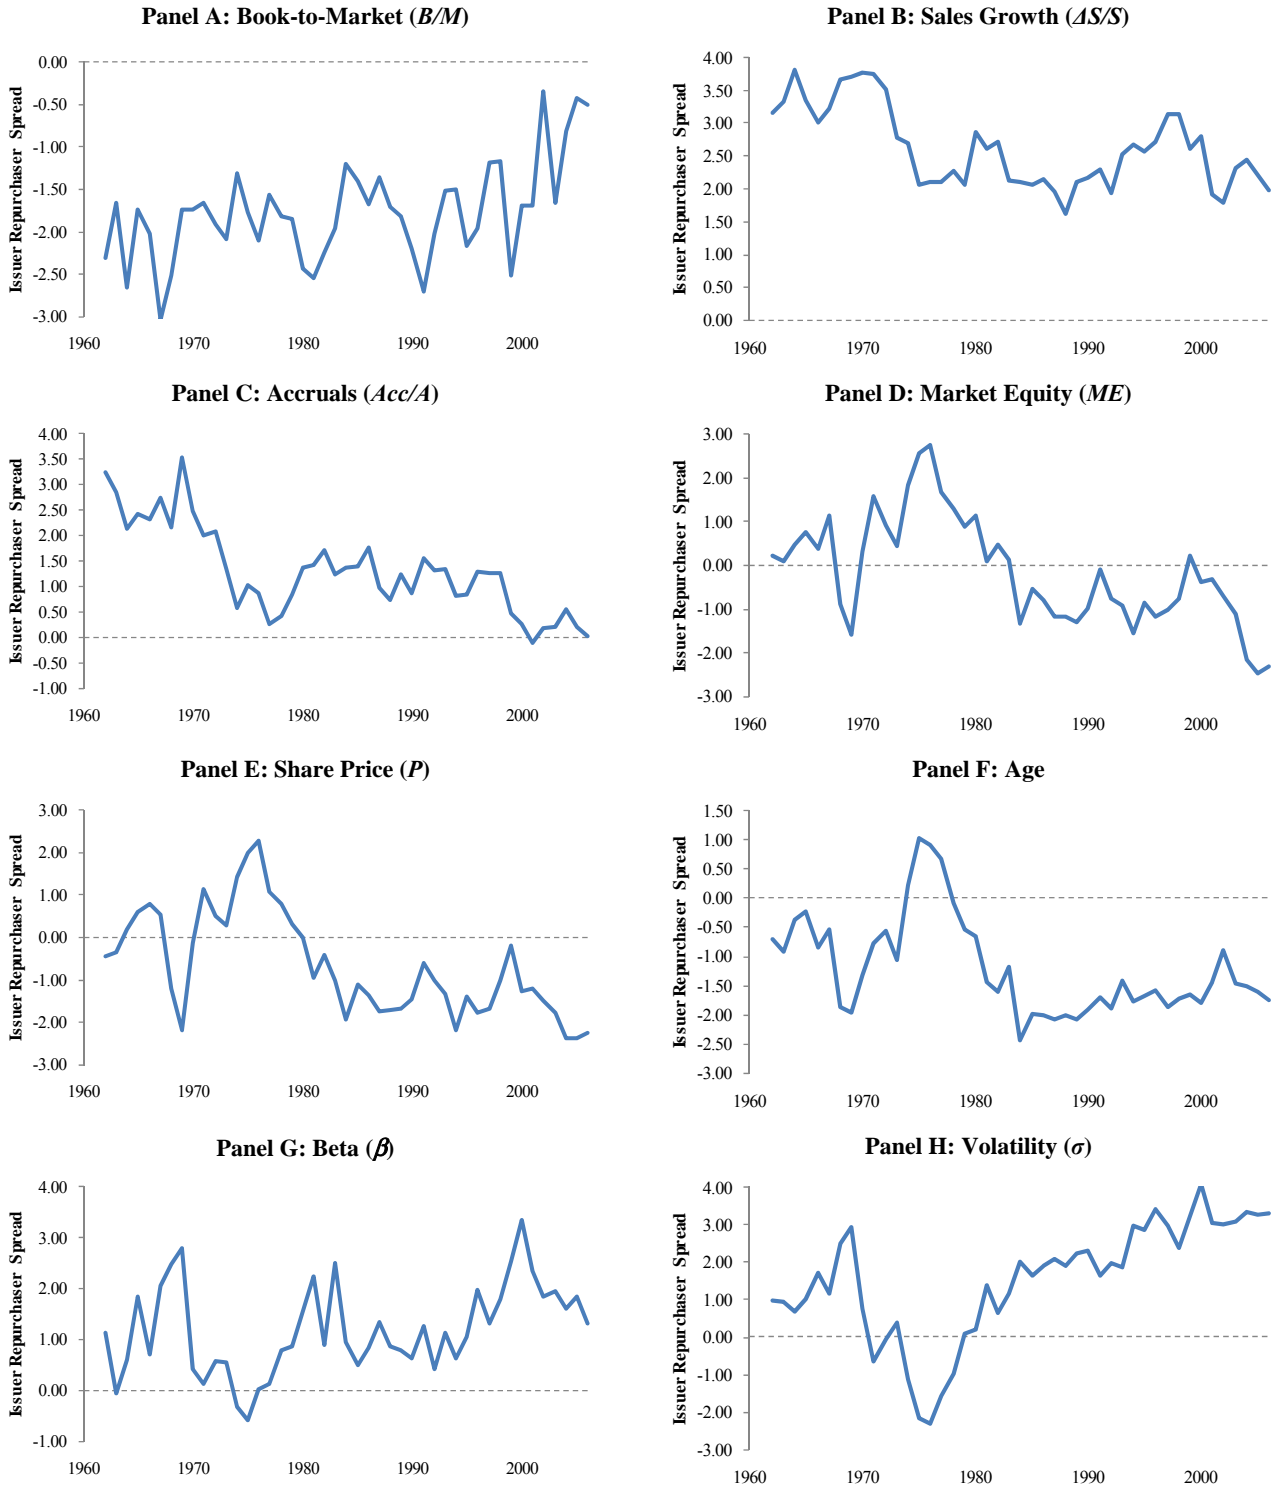 Panel A: Book-to-Market (B/M)
Issuer Repurchaser Spread
0.00
-0.50
-1.00
-1.50
-2.00
-2.50
-3.00
1960 1970 1980 1990 2000
Panel B: Sales Growth (ΔS/S)
Issuer Repurchaser Spread
4.00
3.50
3.00
2.50
2.00
1.50
1.00
0.50
0.00
1960 1970 1980 1990 2000
Panel C: Accruals (Acc/A)
Issuer Repurchaser Spread
4.00
3.50
3.00
2.50
2.00
1.50
1.00
0.50
0.00
-0.50
-1.00
1960 1970 1980 1990 2000
Panel D: Market Equity (ME)
Issuer Repurchaser Spread
3.00
2.00
1.00
0.00
-1.00
-2.00
-3.00
1960 1970 1980 1990 2000
Panel E: Share Price (P)
Issuer Repurchaser Spread
3.00
2.00
1.00
0.00
-1.00
-2.00
-3.00
1960 1970 1980 1990 2000
Panel F: Age
Issuer Repurchaser Spread
1.50
1.00
0.50
0.00
-0.50
-1.00
-1.50
-2.00
-2.50
-3.00
1960 1970 1980 1990 2000
Panel G: Beta (β)
Issuer Repurchaser Spread
4.00
3.00
2.00
1.00
0.00
-1.00
1960 1970 1980 1990 2000
Panel H: Volatility (σ)
Issuer Repurchaser Spread
4.00
3.00
2.00
1.00
0.00
-1.00
-2.00
-3.00
1960 1970 1980 1990 2000